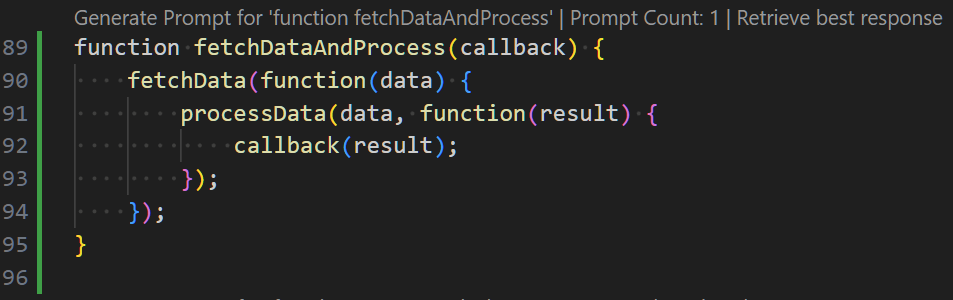 Generate Prompt for 'function fetchDataAndProcess' | Prompt Count: 1 | Retrieve best response
89 function fetchDataAndProcess(callback) {
90     fetchData(function(data) {
91         processData(data, function(result) {
92             callback(result);
93         });
94     });
95 }
96